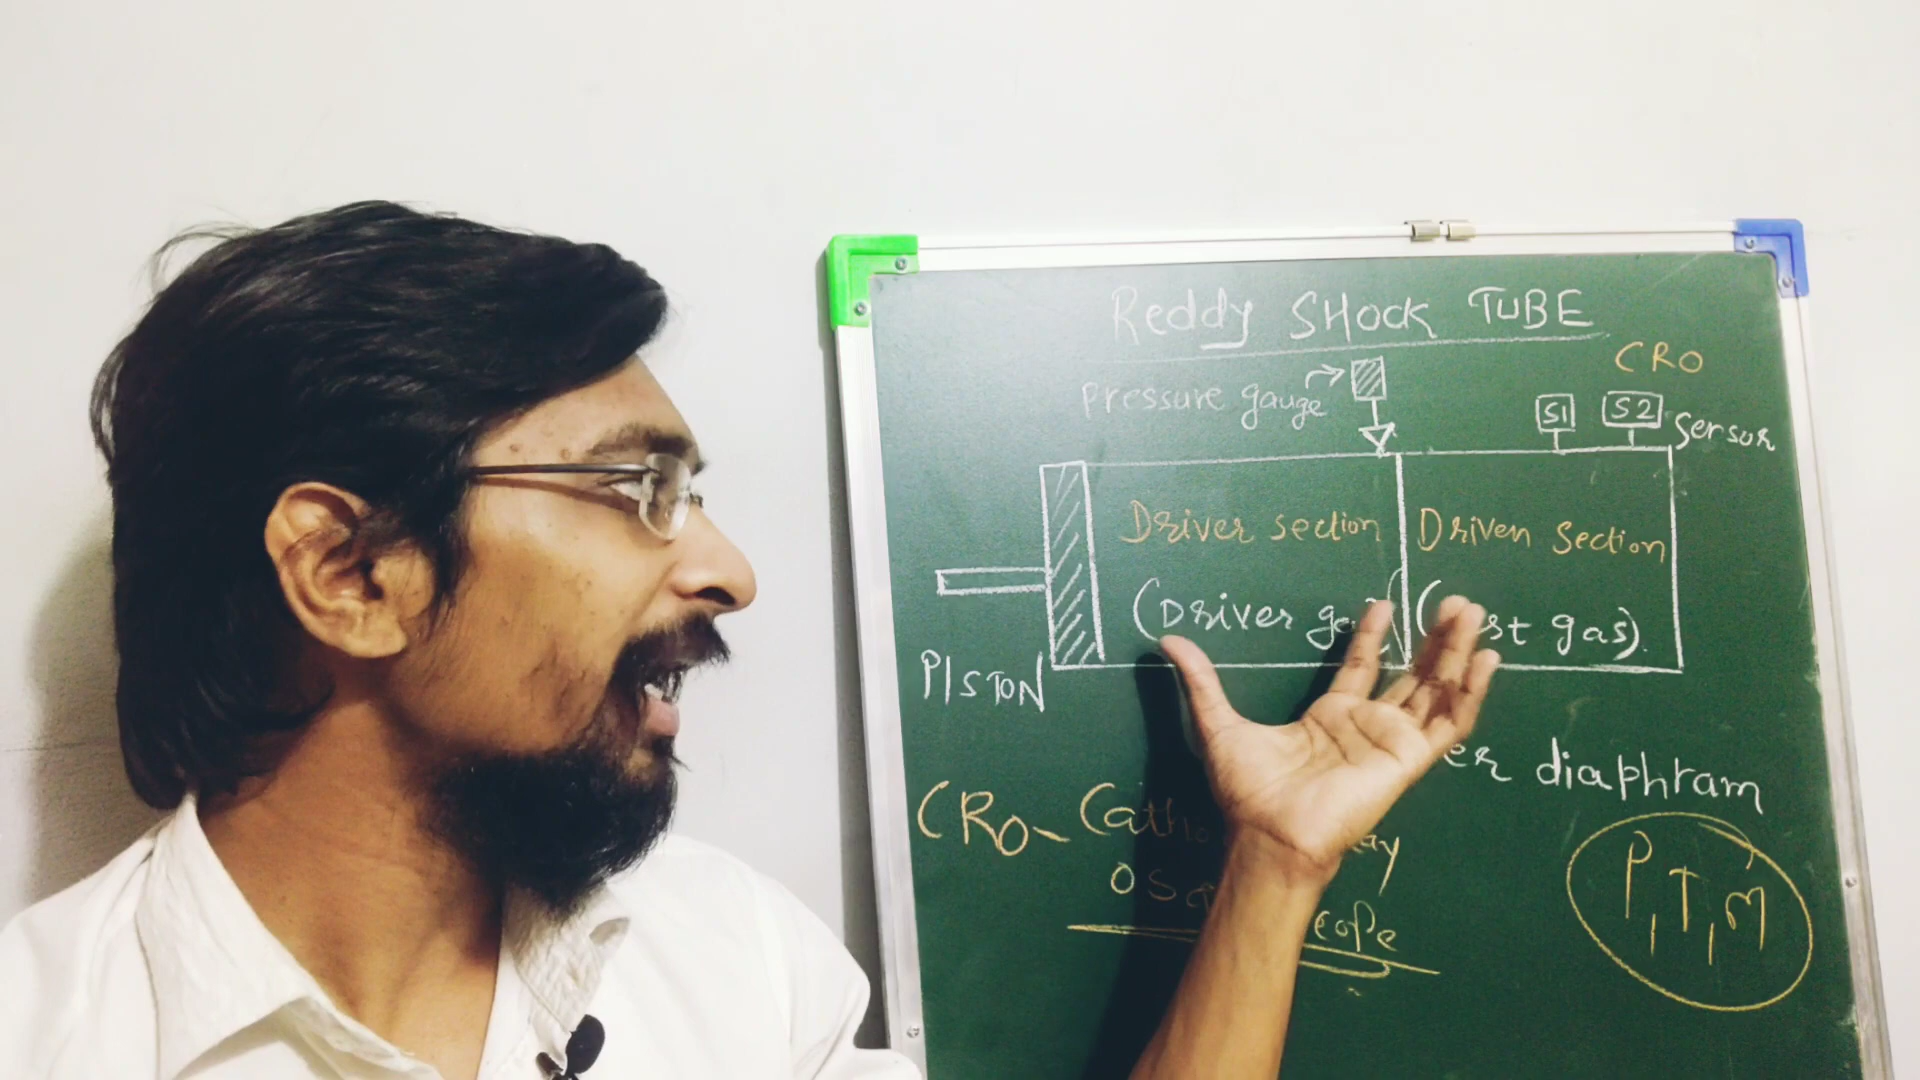 Reddy SHOCK TUBE
CRO
Pressure gauge
S1 S2 Sensor
Driver section Driven Section
(Driver gas)
PISTON
diaphram
CRO-
P, T, M